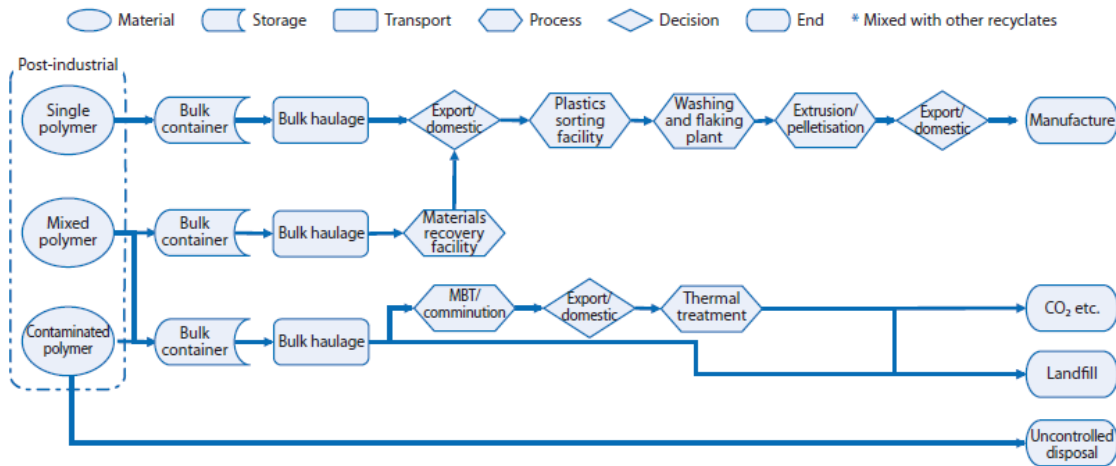 Material
Storage
Transport
Process
Decision
End
* Mixed with other recyclates
Post-industrial
Single
polymer
Bulk
container
Bulk haulage
Export/
domestic
Plastics
sorting
facility
Washing
and flaking
plant
Extrusion/
pelletisation
Export/
domestic
Manufacture
Mixed
polymer
Bulk
container
Bulk haulage
Materials
recovery
facility
MBT/
comminution
Export/
domestic
Thermal
treatment
CO₂ etc.
Contaminated
polymer
Bulk
container
Bulk haulage
Landfill
Uncontrolled
disposal